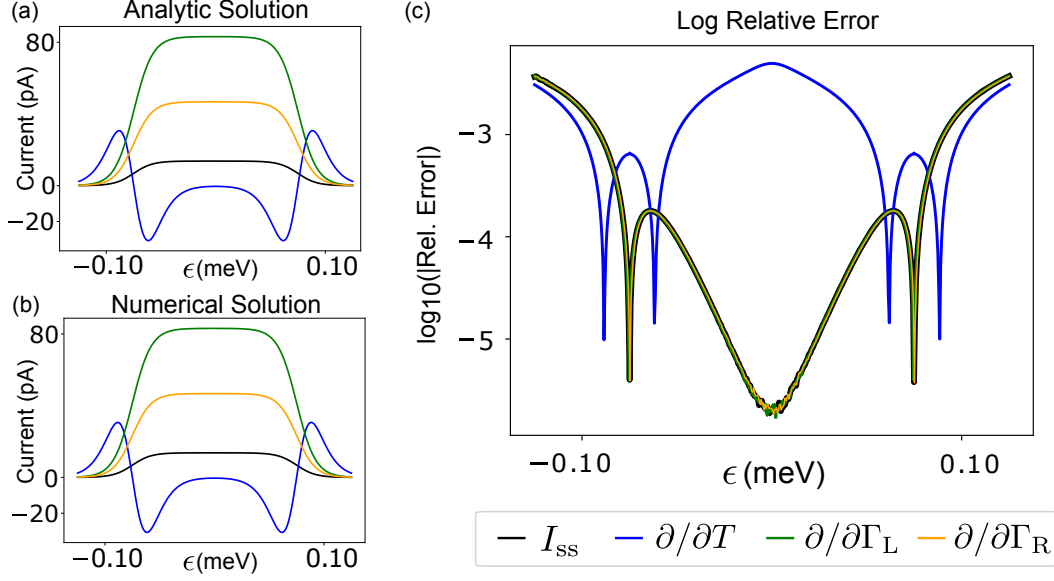 (a)
Analytic Solution
80
0
−20
Current (pA)
−0.10
ϵ(meV)
0.10
(b)
Numerical Solution
80
0
−20
Current (pA)
−0.10
ϵ(meV)
0.10
(c)
Log Relative Error
−3
−4
−5
log10(|Rel. Error|)
−0.10
ϵ(meV)
0.10
I_ss ∂/∂T ∂/∂Γ_L ∂/∂Γ_R